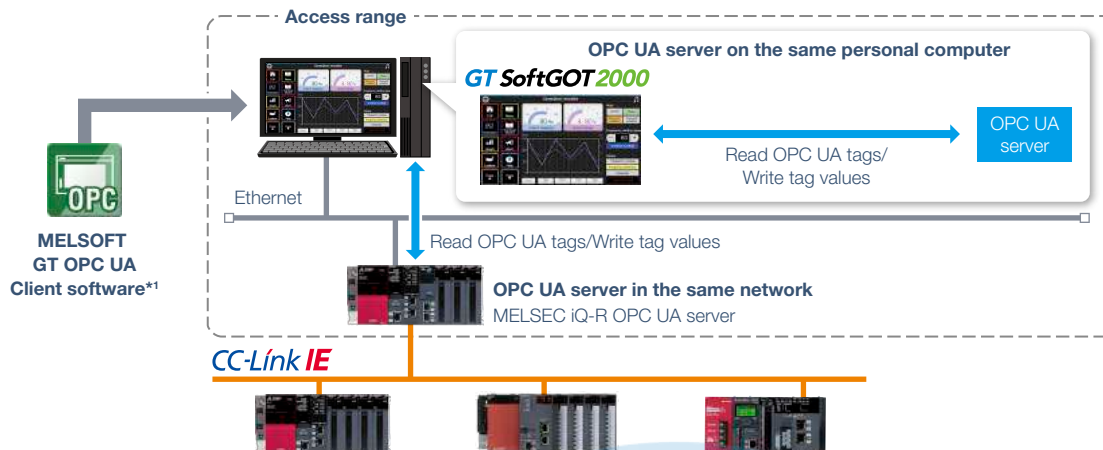 Access range
OPC UA server on the same personal computer
GT SoftGOT2000
OPC UA
server
Read OPC UA tags/
Write tag values
Ethernet
OPC
MELSOFT
GT OPC UA
Client software*1
Read OPC UA tags/Write tag values
OPC UA server in the same network
MELSEC iQ-R OPC UA server
CC-Link IE